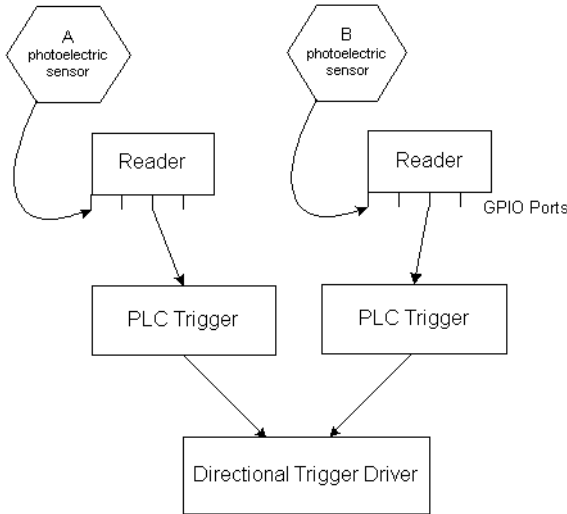 A
photoelectric
sensor
B
photoelectric
sensor
Reader
Reader
GPIO Ports
PLC Trigger
PLC Trigger
Directional Trigger Driver